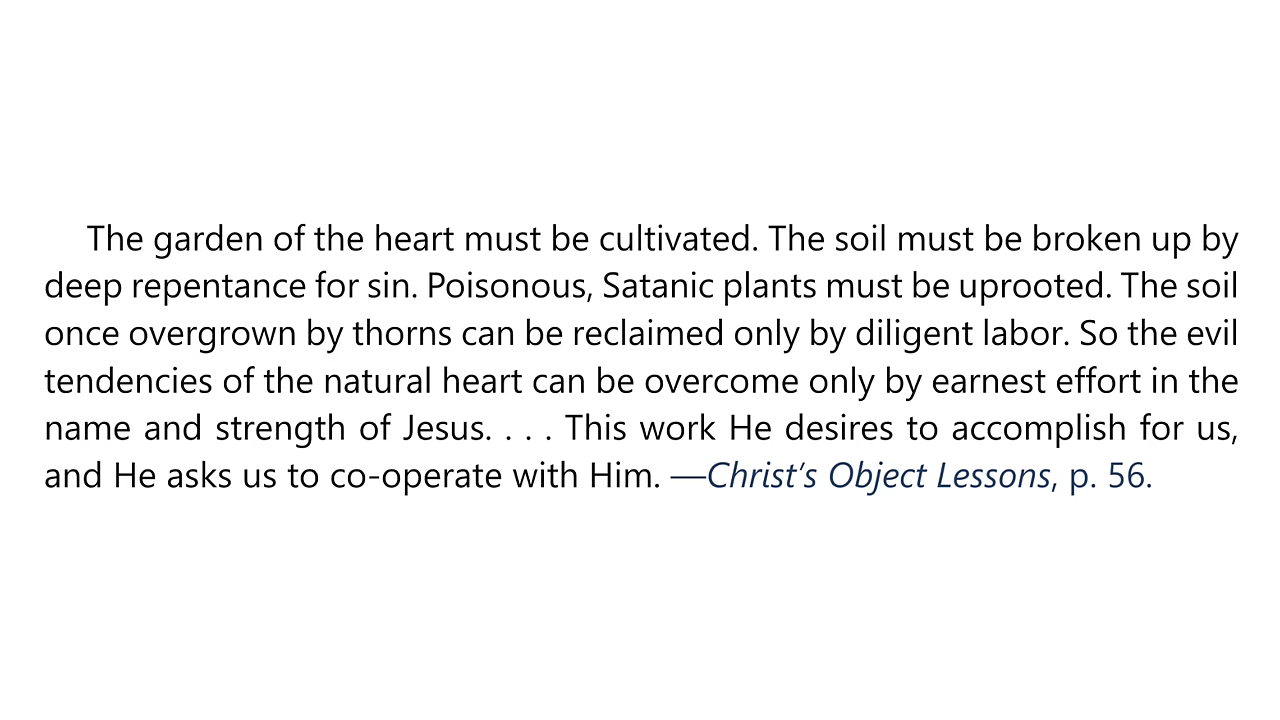 The garden of the heart must be cultivated. The soil must be broken up by
deep repentance for sin. Poisonous, Satanic plants must be uprooted. The soil
once overgrown by thorns can be reclaimed only by diligent labor. So the evil
tendencies of the natural heart can be overcome only by earnest effort in the
name and strength of Jesus. . . . This work He desires to accomplish for us,
and He asks us to co-operate with Him. —Christ’s Object Lessons, p. 56.